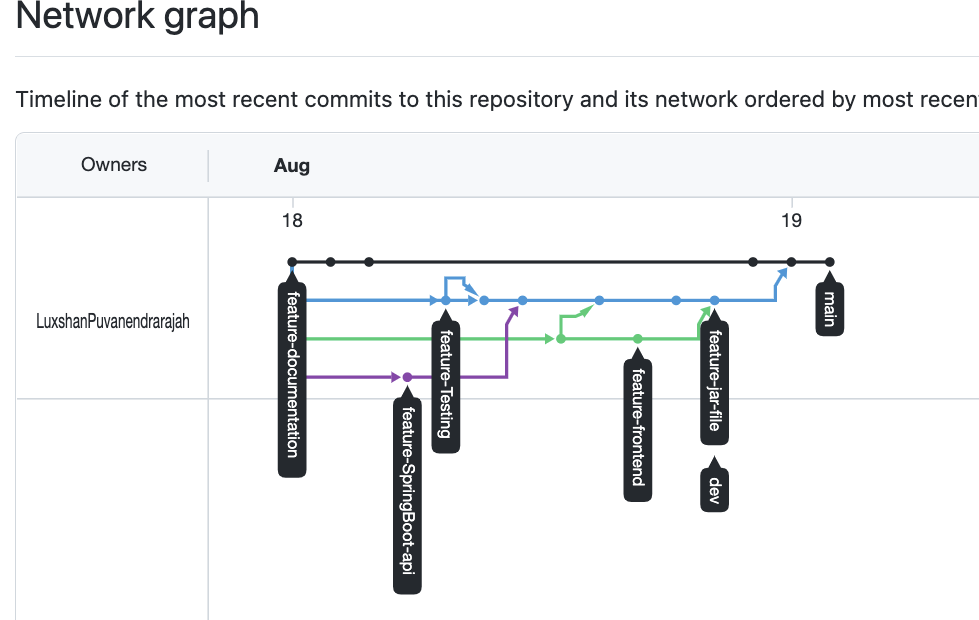 Network graph
Timeline of the most recent commits to this repository and its network ordered by most recen
Owners
Aug
18
19
LuxshanPuvanendrarajah
feature-documentation
feature-SpringBoot-api
feature-Testing
feature-frontend
feature-jar-file
dev
main